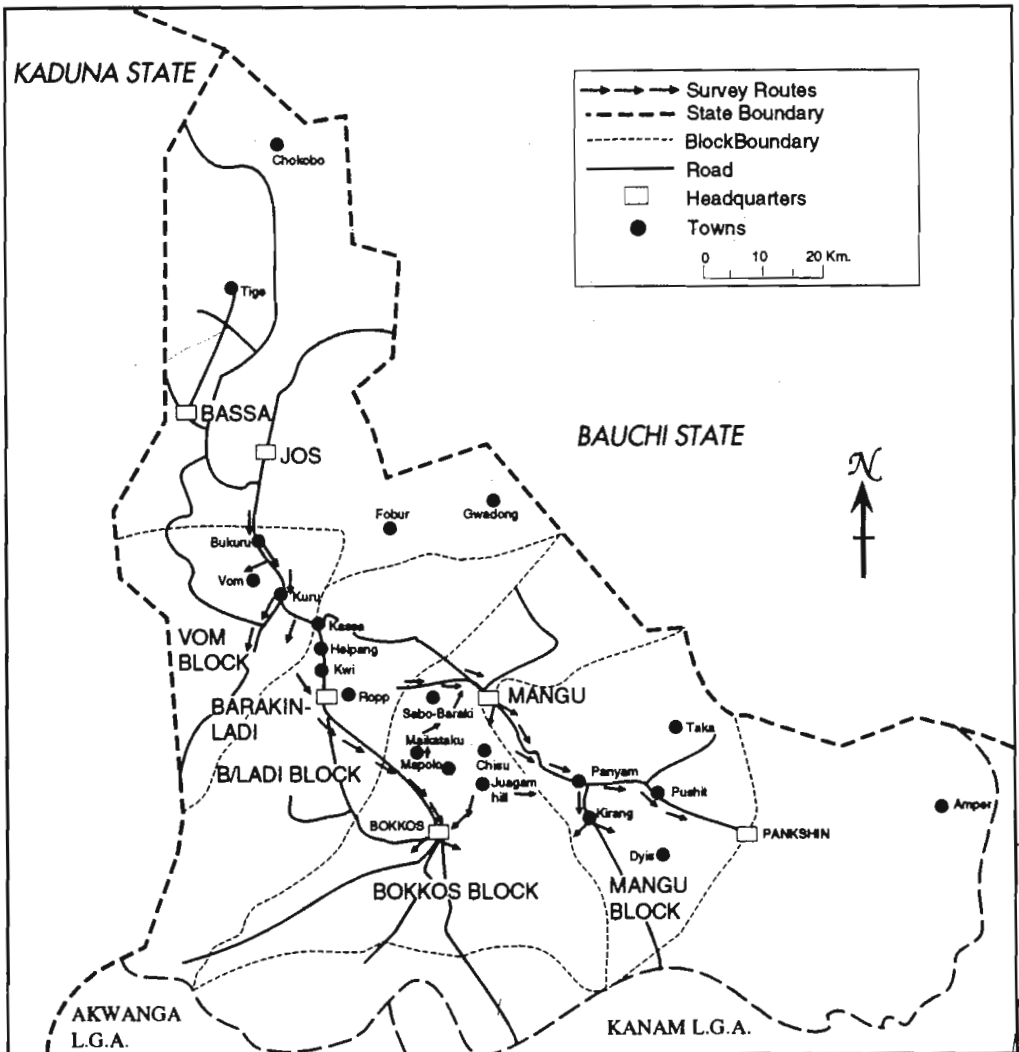 KADUNA STATE
Survey Routes
State Boundary
BlockBoundary
Road
Headquarters
Towns
0 10 20 Km.
Chokobo
Tige
BASSA
JOS
BAUCHI STATE
N
Fobur
Gwadong
Bukuru
Vom
Kuru
Kassa
Heipang
Kwi
VOM
BLOCK
BARAKIN-
LADI
Ropp
MANGU
Sabo-Baraki
Taka
Maikataku
Mapolo
Chisu
B/LADI BLOCK
Juagam
hill
Panyam
Pushit
Amper
Kirang
BOKKOS
PANKSHIN
Dyis
BOKKOS BLOCK
MANGU
BLOCK
AKWANGA
L.G.A.
KANAM L.G.A.